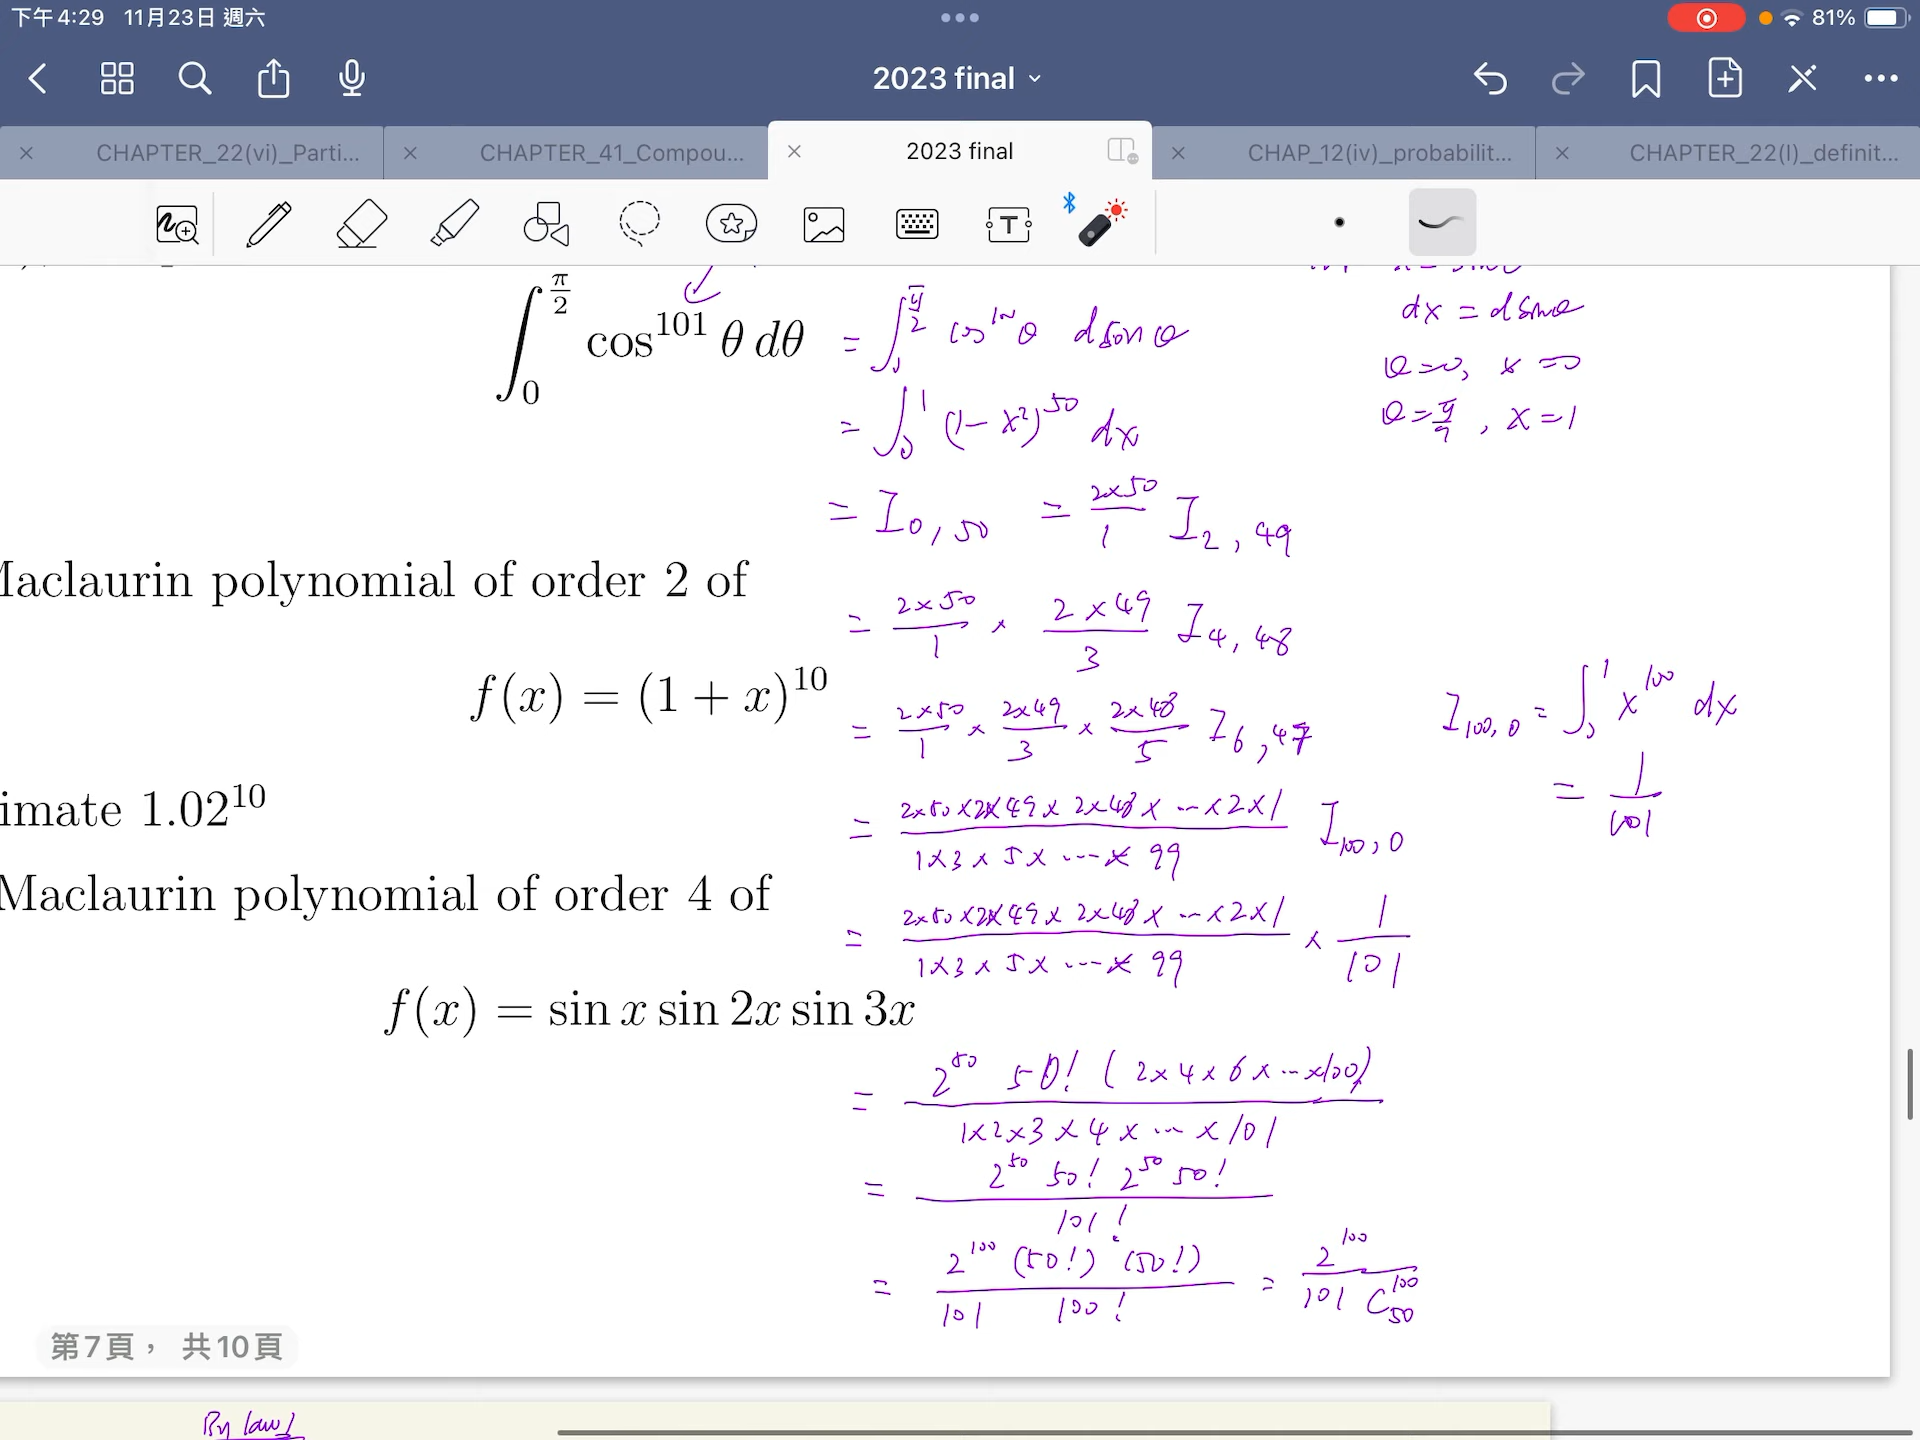 下午4:29 11月23日 週六
81%
2023 final
CHAPTER_22(vi)_Parti...
CHAPTER_41_Compou...
2023 final
CHAP_12(iv)_probabilit...
CHAPTER_22(I)_definit...
∫_0^{π/2} cos^{101} θ dθ = ∫_0^{π/2} cos^{100} θ d sin θ
dx = d sin θ
θ = 0, x = 0
= ∫_0^1 (1 - x²)^{50} dx
θ = π/2, x = 1
= I_{0,50} = 2×50/1 I_{2,49}
Maclaurin polynomial of order 2 of
= 2×50/1 × 2×49/3 I_{4,48}
f(x) = (1 + x)^{10}
= 2×50/1 × 2×49/3 × 2×48/5 I_{6,47}
I_{100,0} = ∫_0^1 x^{100} dx
= 1/101
imate 1.02^{10}
= 2×50×2×49×2×48×...×2×1 / 1×3×5×...×99 I_{100,0}
Maclaurin polynomial of order 4 of
= 2×50×2×49×2×48×...×2×1 / 1×3×5×...×99 × 1/101
f(x) = sin x sin 2x sin 3x
= 2^{50} 50! (2×4×6×...×100) / 1×2×3×4×...×101
= 2^{50} 50! 2^{50} 50! / 101!
= 2^{100} (50!) (50!) / 101 100! = 2^{100} / 101 C_{50}^{100}
第7頁， 共10頁
By law 1